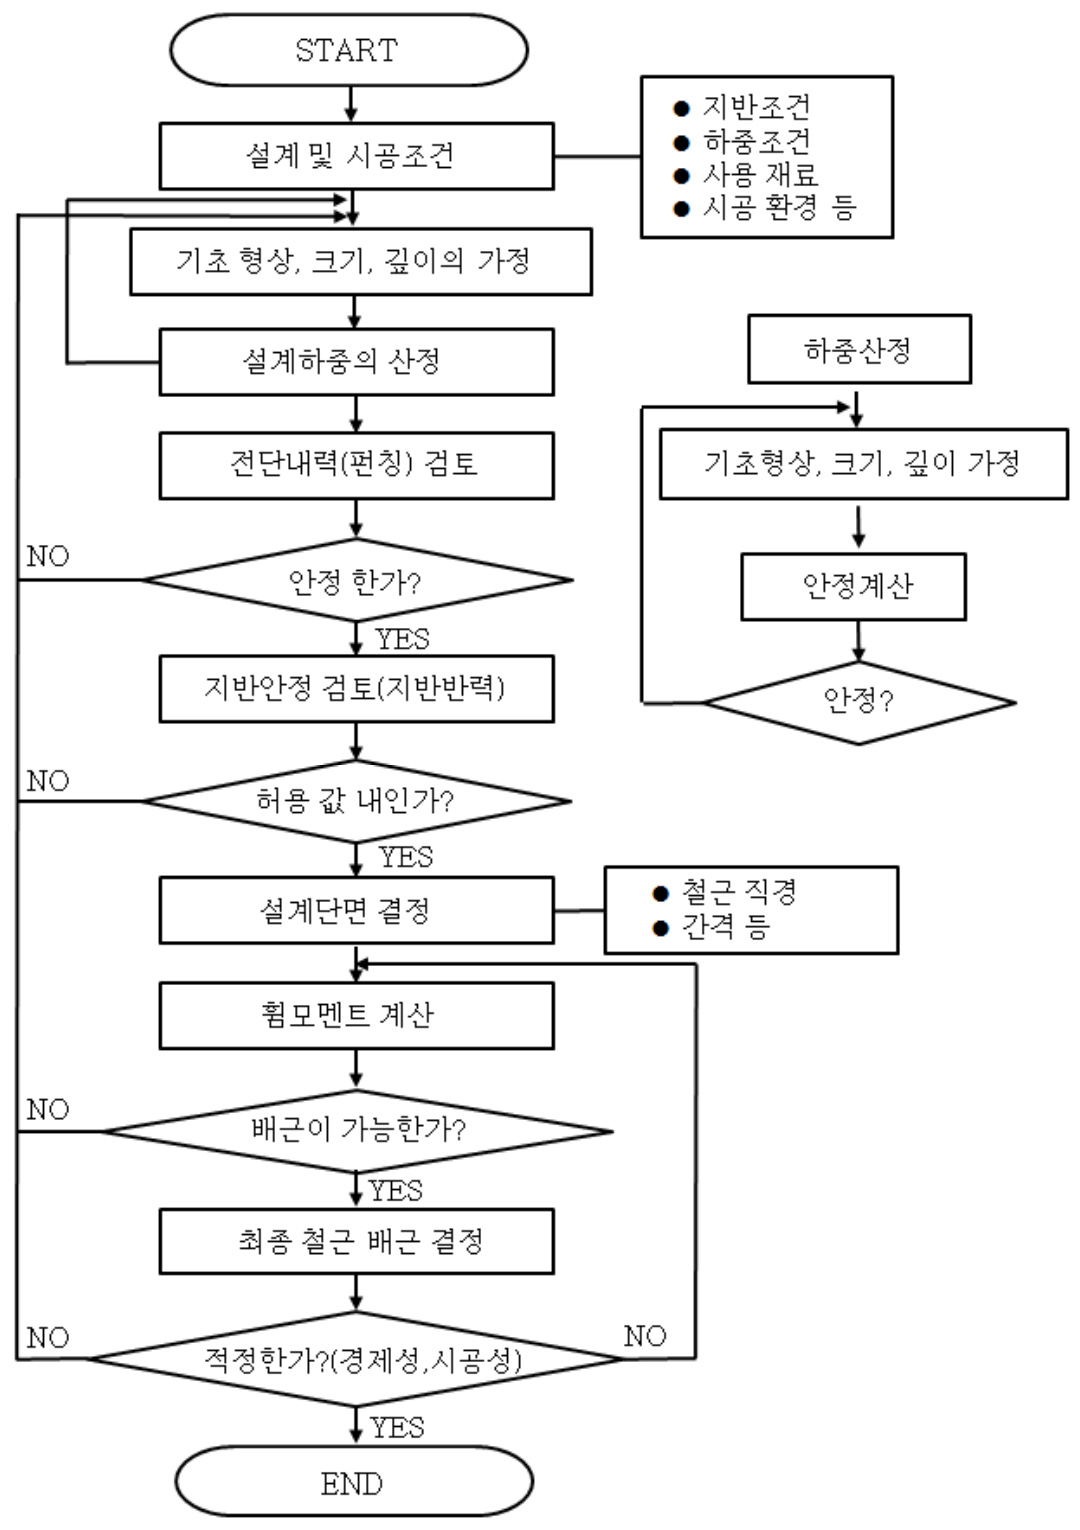 START
설계 및 시공조건
● 지반조건
● 하중조건
● 사용 재료
● 시공 환경 등
기초 형상, 크기, 깊이의 가정
설계하중의 산정
전단내력(펀칭) 검토
NO
안정 한가?
YES
지반안정 검토(지반반력)
NO
허용 값 내인가?
YES
설계단면 결정
● 철근 직경
● 간격 등
휨모멘트 계산
NO
배근이 가능한가?
YES
최종 철근 배근 결정
NO
적정한가?(경제성,시공성)
NO
YES
END
하중산정
기초형상, 크기, 깊이 가정
안정계산
안정?